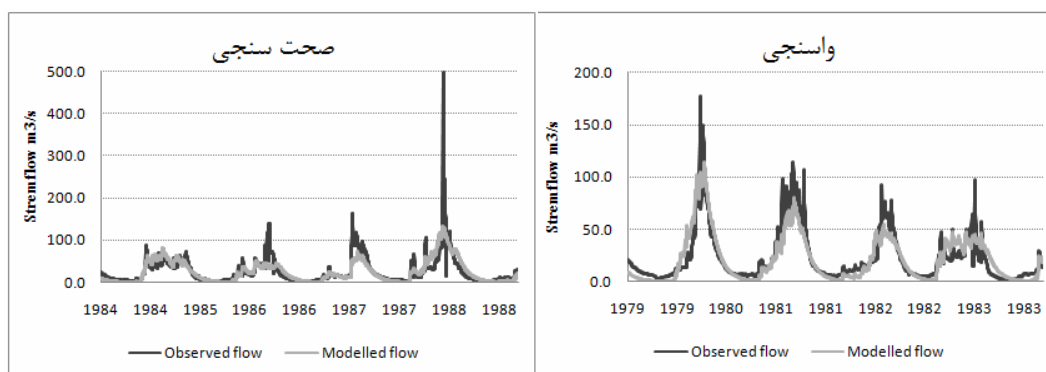 صحت سنجی
Stremflow m3/s
500.0
400.0
300.0
200.0
100.0
0.0
1984 1984 1985 1986 1986 1987 1987 1988 1988
Observed flow Modelled flow
واسنجی
Stremflow m3/s
200.0
150.0
100.0
50.0
0.0
1979 1979 1980 1981 1981 1982 1982 1983 1983
Observed flow Modelled flow